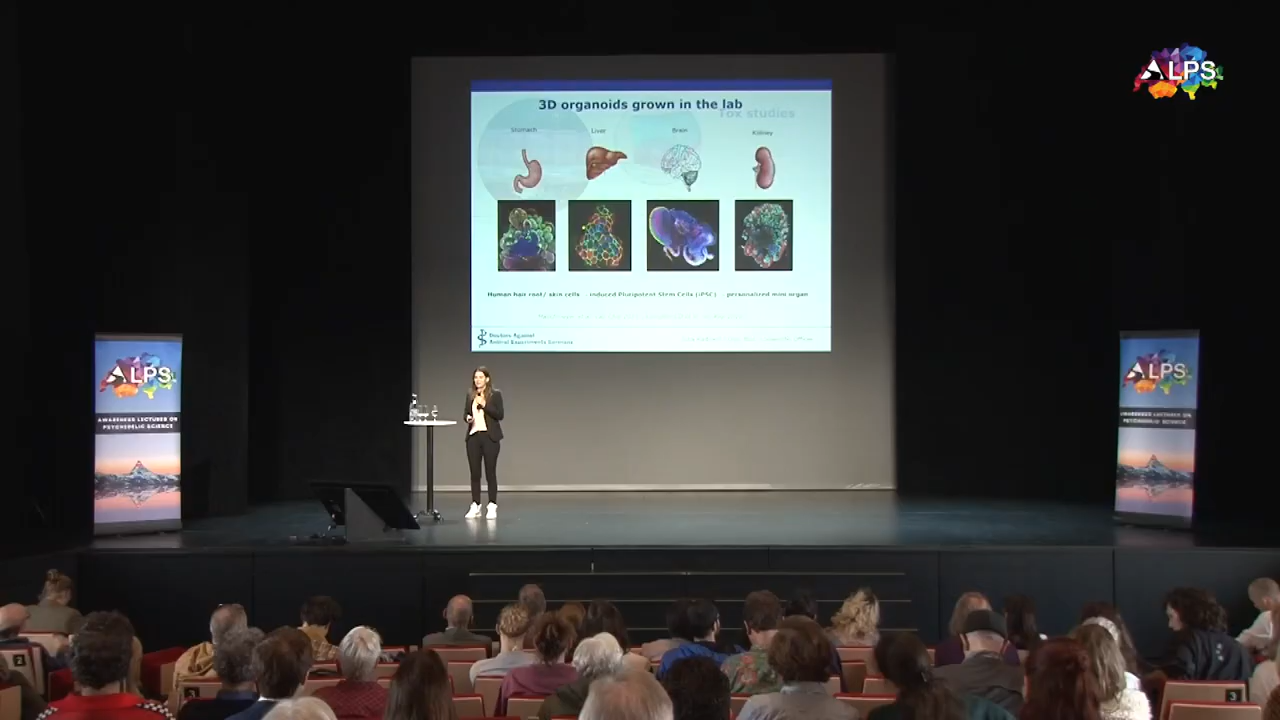 ALPS
3D organoids grown in the lab
Tox studies
Stomach
Liver
Brain
Kidney
Human hair root/ skin cells
induced Pluripotent Stem Cells (iPSC)
personalized mini organ
Doctors Against
Animal Experiments Germany
ALPS
AWARENESS LECTURES ON
PSYCHEDELIC SCIENCE
ALPS
AWARENESS LECTURES ON
PSYCHEDELIC SCIENCE
2
3
3